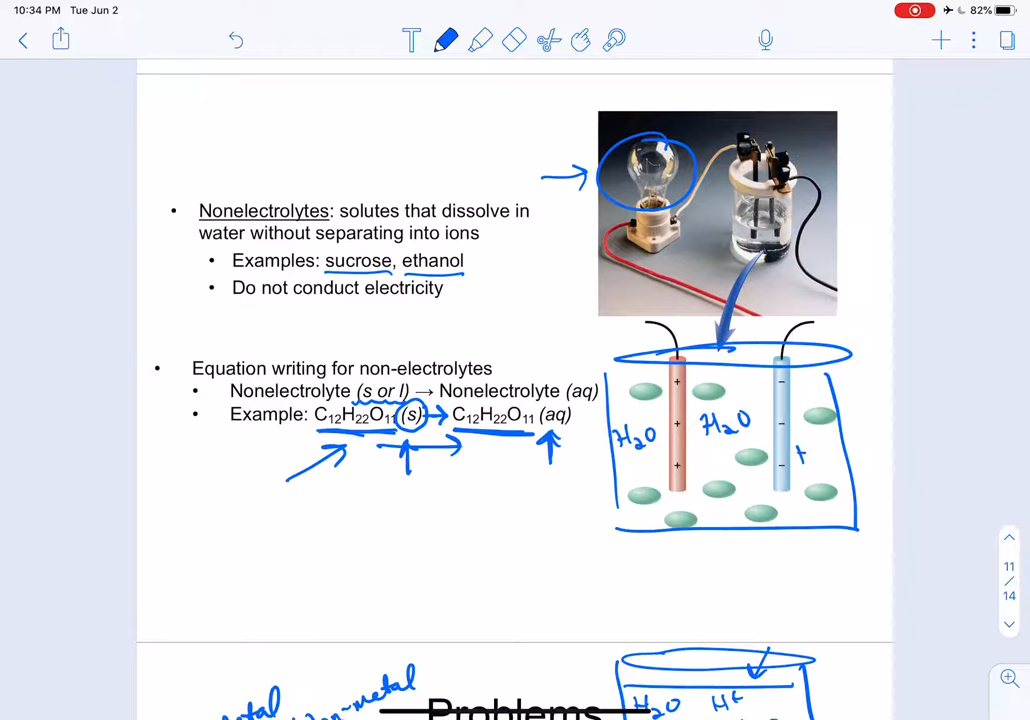 10:34 PM Tue Jun 2
82%
Nonelectrolytes: solutes that dissolve in
water without separating into ions
Examples: sucrose, ethanol
Do not conduct electricity
Equation writing for non-electrolytes
Nonelectrolyte (s or l) → Nonelectrolyte (aq)
Example: C₁₂H₂₂O₁₁ (s) → C₁₂H₂₂O₁₁ (aq)
+ −
H₂O H₂O
+ −
+
+ −
11
/
14
non-metal
metal
H₂O H⁺
Problems